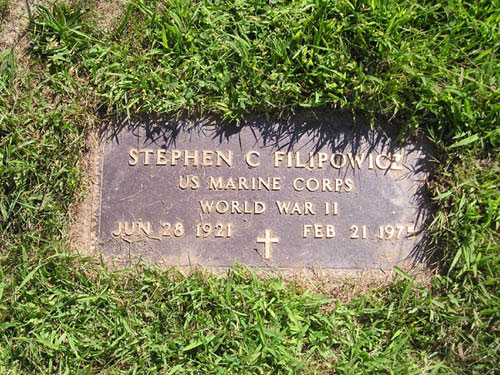 STEPHEN C FILIPOWICZ
US MARINE CORPS
WORLD WAR II
JUN 28 1921 FEB 21